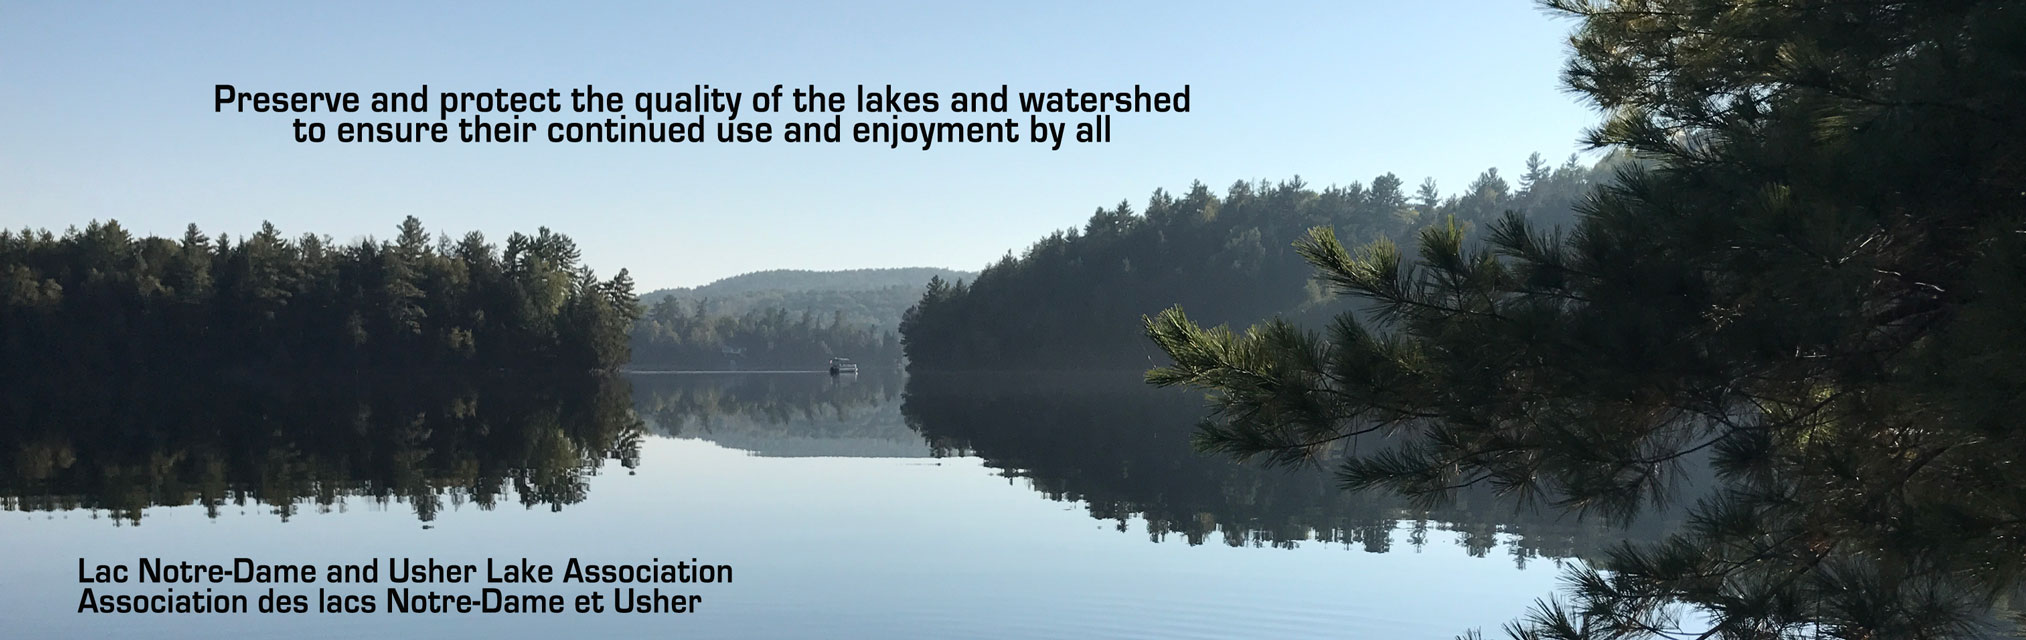 Preserve and protect the quality of the lakes and watershed
to ensure their continued use and enjoyment by all
Lac Notre-Dame and Usher Lake Association
Association des lacs Notre-Dame et Usher